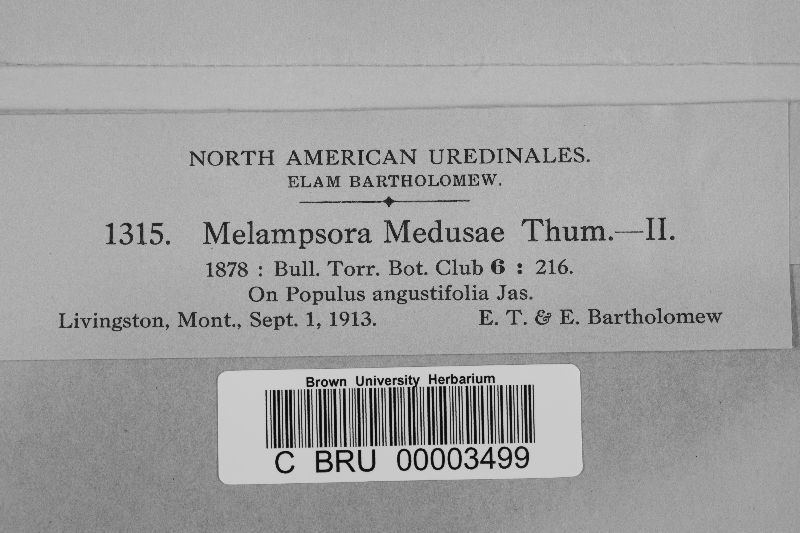 NORTH AMERICAN UREDINALES.
ELAM BARTHOLOMEW.
1315. Melampsora Medusae Thum.—II.
1878 : Bull. Torr. Bot. Club 6 : 216.
On Populus angustifolia Jas.
Livingston, Mont., Sept. 1, 1913. E. T. & E. Bartholomew
Brown University Herbarium
C BRU 00003499